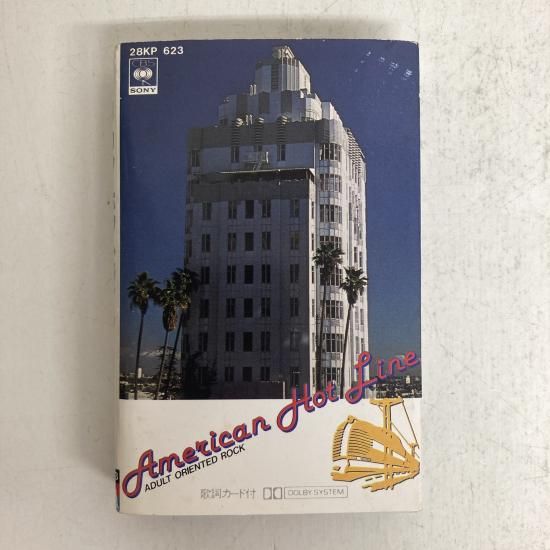 28KP 623
CBS
SONY
American Hot Line
ADULT ORIENTED ROCK
歌詞カード付 DOLBY SYSTEM